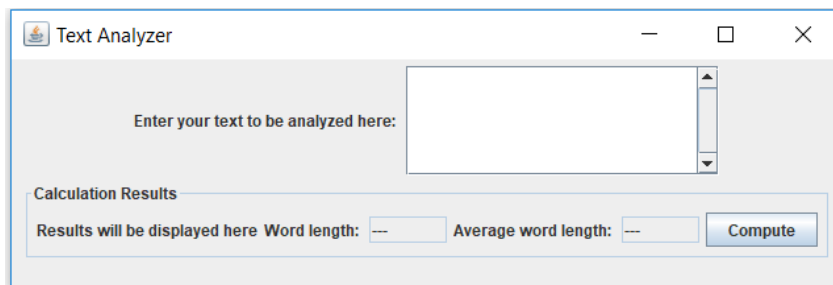 Text Analyzer
Enter your text to be analyzed here:
Calculation Results
Results will be displayed here Word length: --- Average word length: --- Compute